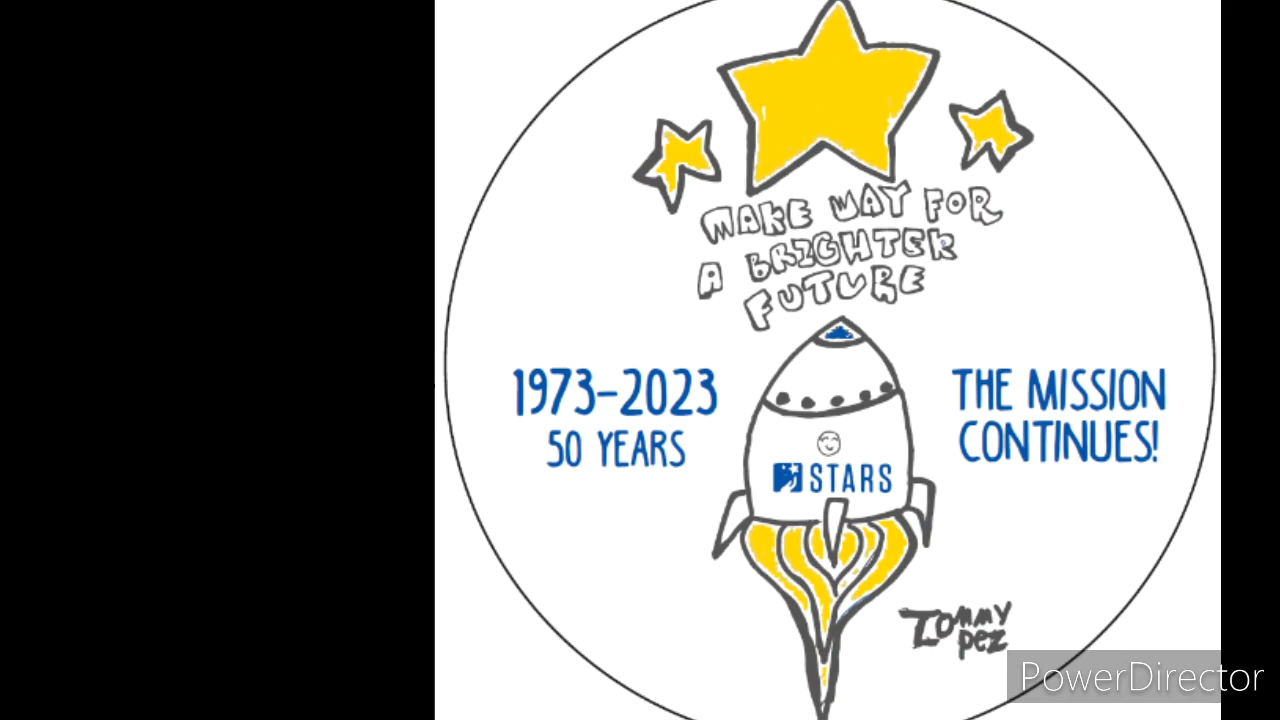 MAKE WAY FOR
A BRIGHTER
FUTURE
1973-2023
50 YEARS
THE MISSION
CONTINUES!
STARS
TOMMY
PEZ
PowerDirector